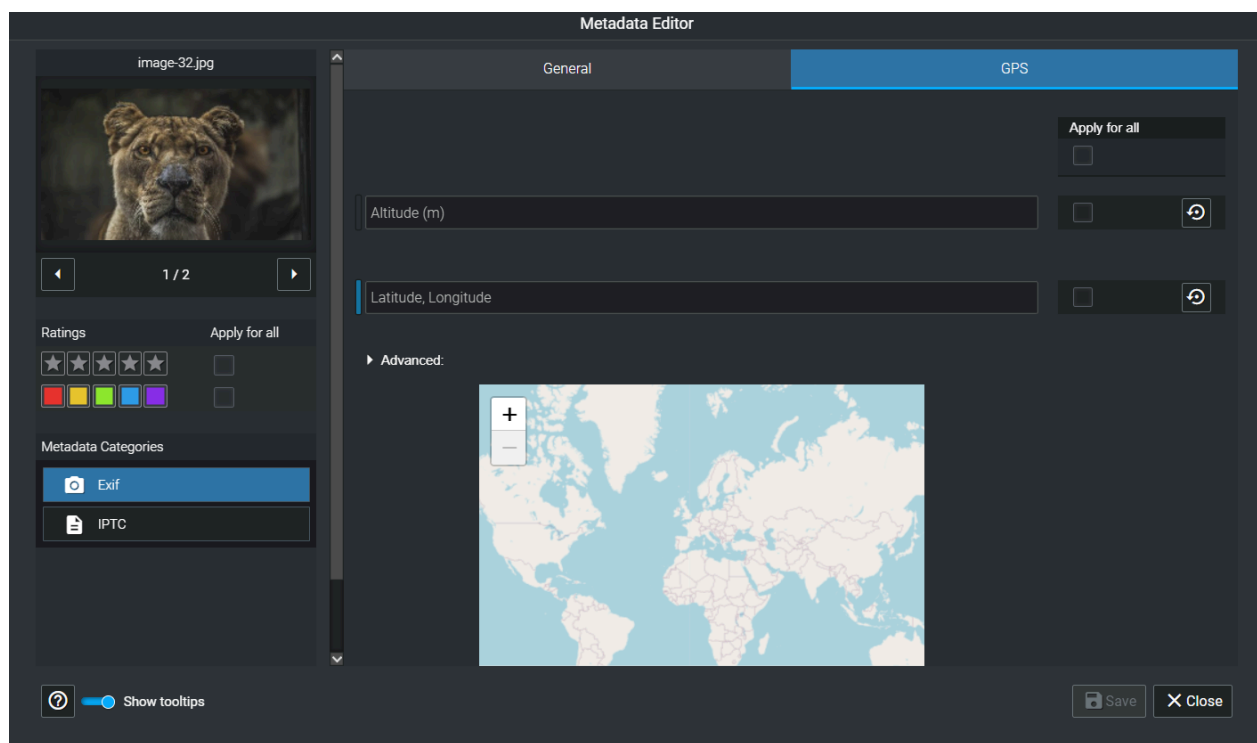 Metadata Editor
image-32.jpg
1 / 2
Ratings Apply for all
Metadata Categories
Exif
IPTC
General GPS
Apply for all
Altitude (m)
Latitude, Longitude
Advanced:
+
−
Show tooltips
Save Close